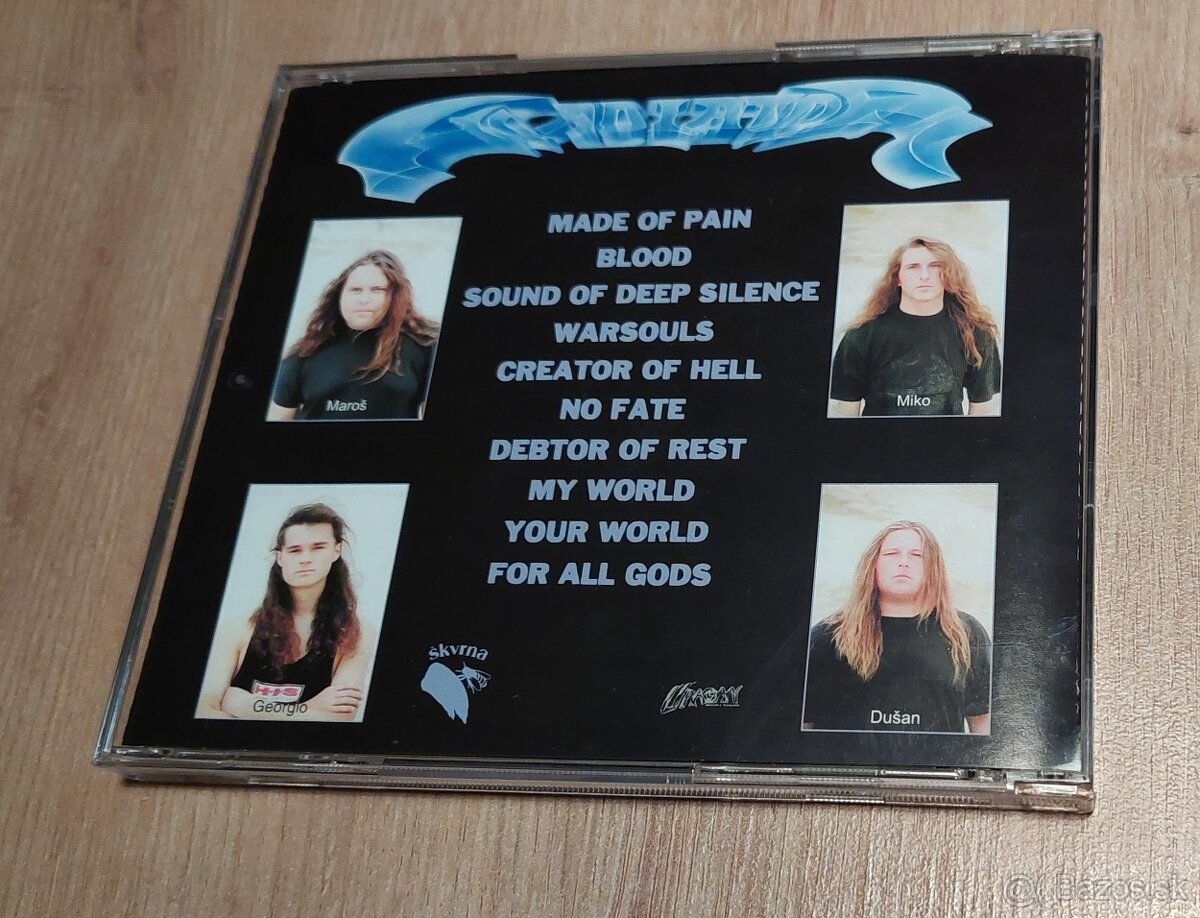 MADE OF PAIN
BLOOD
SOUND OF DEEP SILENCE
WARSOULS
CREATOR OF HELL
NO FATE
DEBTOR OF REST
MY WORLD
YOUR WORLD
FOR ALL GODS
Maroš
Miko
H·I·S
Georgio
Dušan
škvrna
Bazos.sk